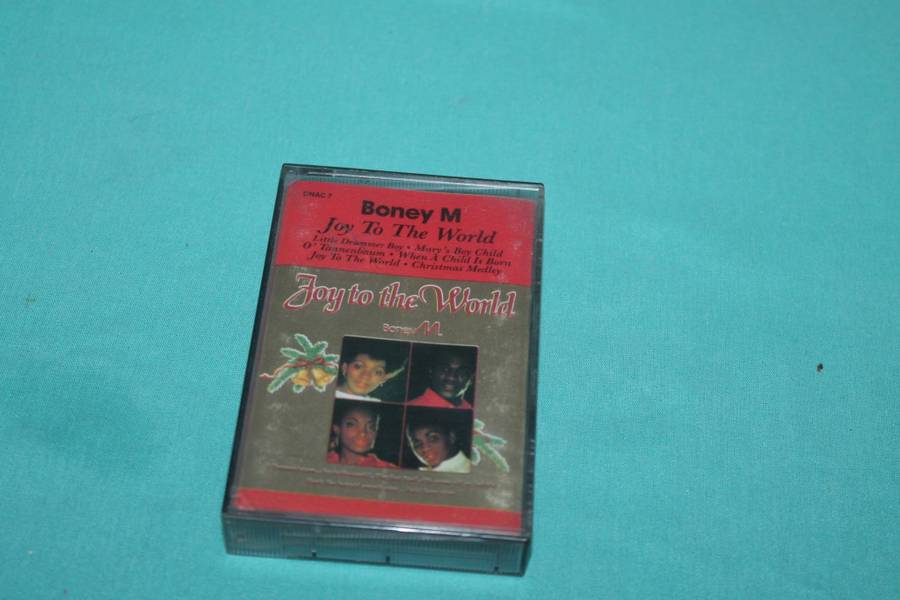 DNAC 7
Boney M
Joy To The World
Little Drummer Boy • Mary's Boy Child
O' Tannenbaum • When A Child Is Born
Joy To The World • Christmas Medley
Joy to the World
Boney M.